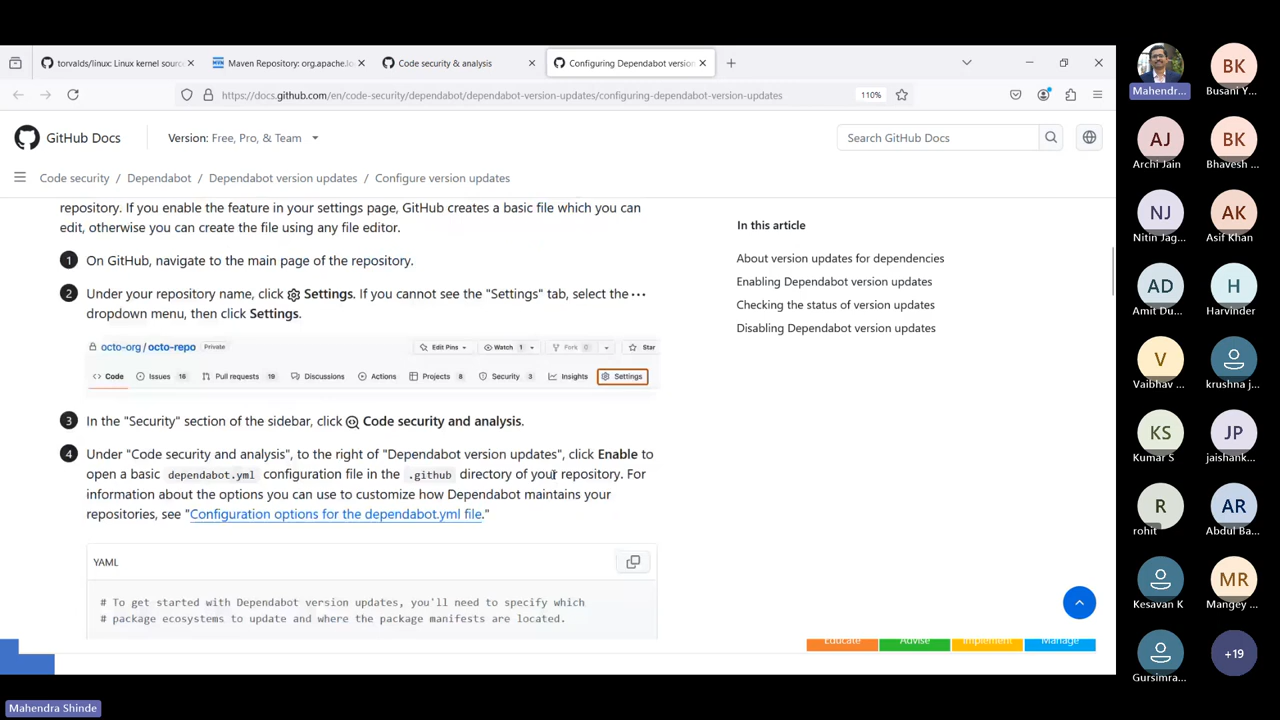 torvalds/linux: Linux kernel sourc
Maven Repository: org.apache.lo
Code security & analysis
Configuring Dependabot version
https://docs.github.com/en/code-security/dependabot/dependabot-version-updates/configuring-dependabot-version-updates
110%
GitHub Docs
Version: Free, Pro, & Team
Search GitHub Docs
Code security / Dependabot / Dependabot version updates / Configure version updates
repository. If you enable the feature in your settings page, GitHub creates a basic file which you can
edit, otherwise you can create the file using any file editor.
1 On GitHub, navigate to the main page of the repository.
2 Under your repository name, click Settings. If you cannot see the "Settings" tab, select the ···
dropdown menu, then click Settings.
octo-org / octo-repo Private Edit Pins Watch 1 Fork 0 Star
Code Issues 16 Pull requests 19 Discussions Actions Projects 8 Security 3 Insights Settings
3 In the "Security" section of the sidebar, click Code security and analysis.
4 Under "Code security and analysis", to the right of "Dependabot version updates", click Enable to
open a basic dependabot.yml configuration file in the .github directory of your repository. For
information about the options you can use to customize how Dependabot maintains your
repositories, see "Configuration options for the dependabot.yml file."
YAML
# To get started with Dependabot version updates, you'll need to specify which
# package ecosystems to update and where the package manifests are located.
In this article
About version updates for dependencies
Enabling Dependabot version updates
Checking the status of version updates
Disabling Dependabot version updates
Educate Advise Implement Manage
Mahendr...
BK
Busani Y...
AJ
Archi Jain
BK
Bhavesh ...
NJ
Nitin Jag...
AK
Asif Khan
AD
Amit Du...
H
Harvinder
V
Vaibhav ...
krushna j...
KS
Kumar S
JP
jaishank...
R
rohit
AR
Abdul Ba...
Kesavan K
MR
Mangey ...
Gursimra...
+19
Mahendra Shinde